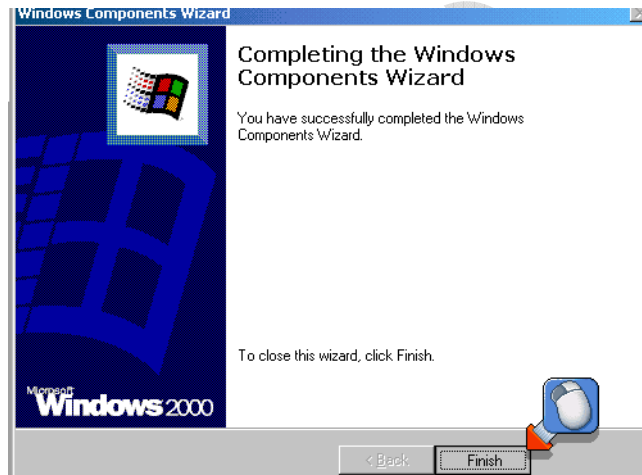 Windows Components Wizard
Completing the Windows
Components Wizard
You have successfully completed the Windows
Components Wizard.
To close this wizard, click Finish.
Microsoft
Windows 2000
< Back
Finish